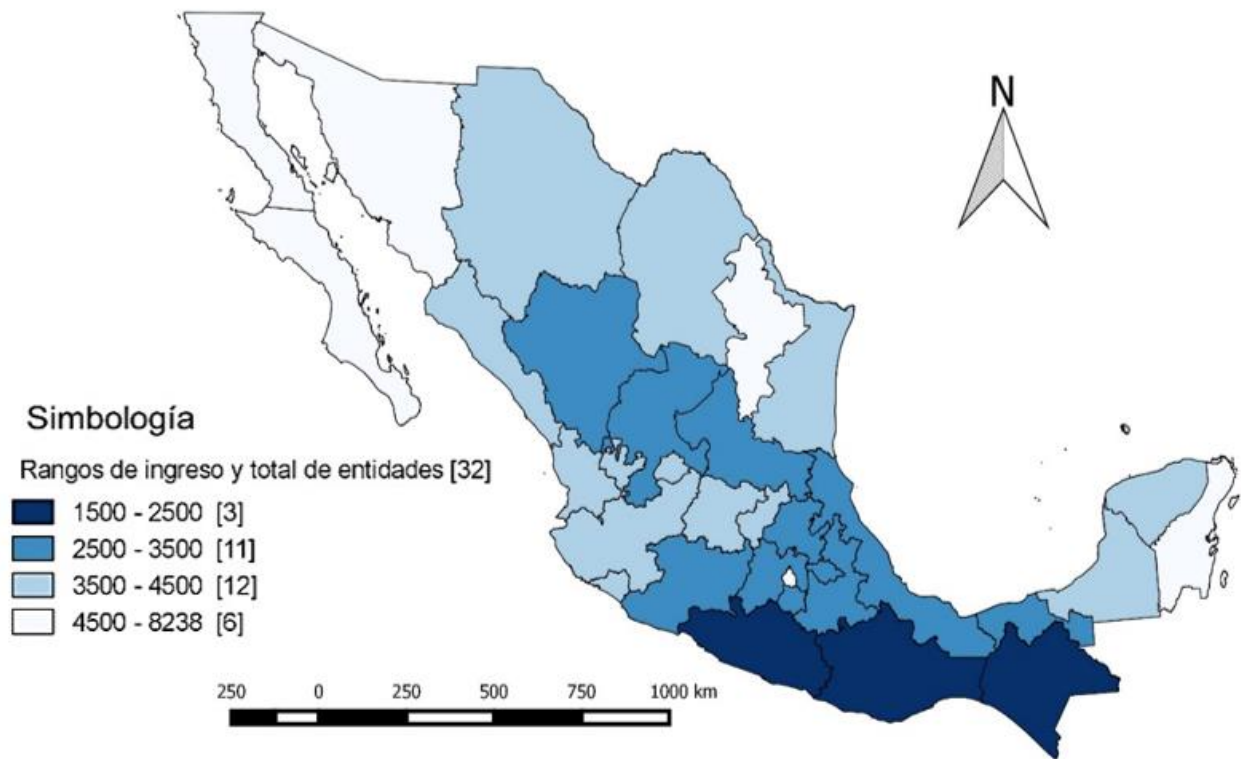 N
Simbología
Rangos de ingreso y total de entidades [32]
1500 - 2500 [3]
2500 - 3500 [11]
3500 - 4500 [12]
4500 - 8238 [6]
250 0 250 500 750 1000 km